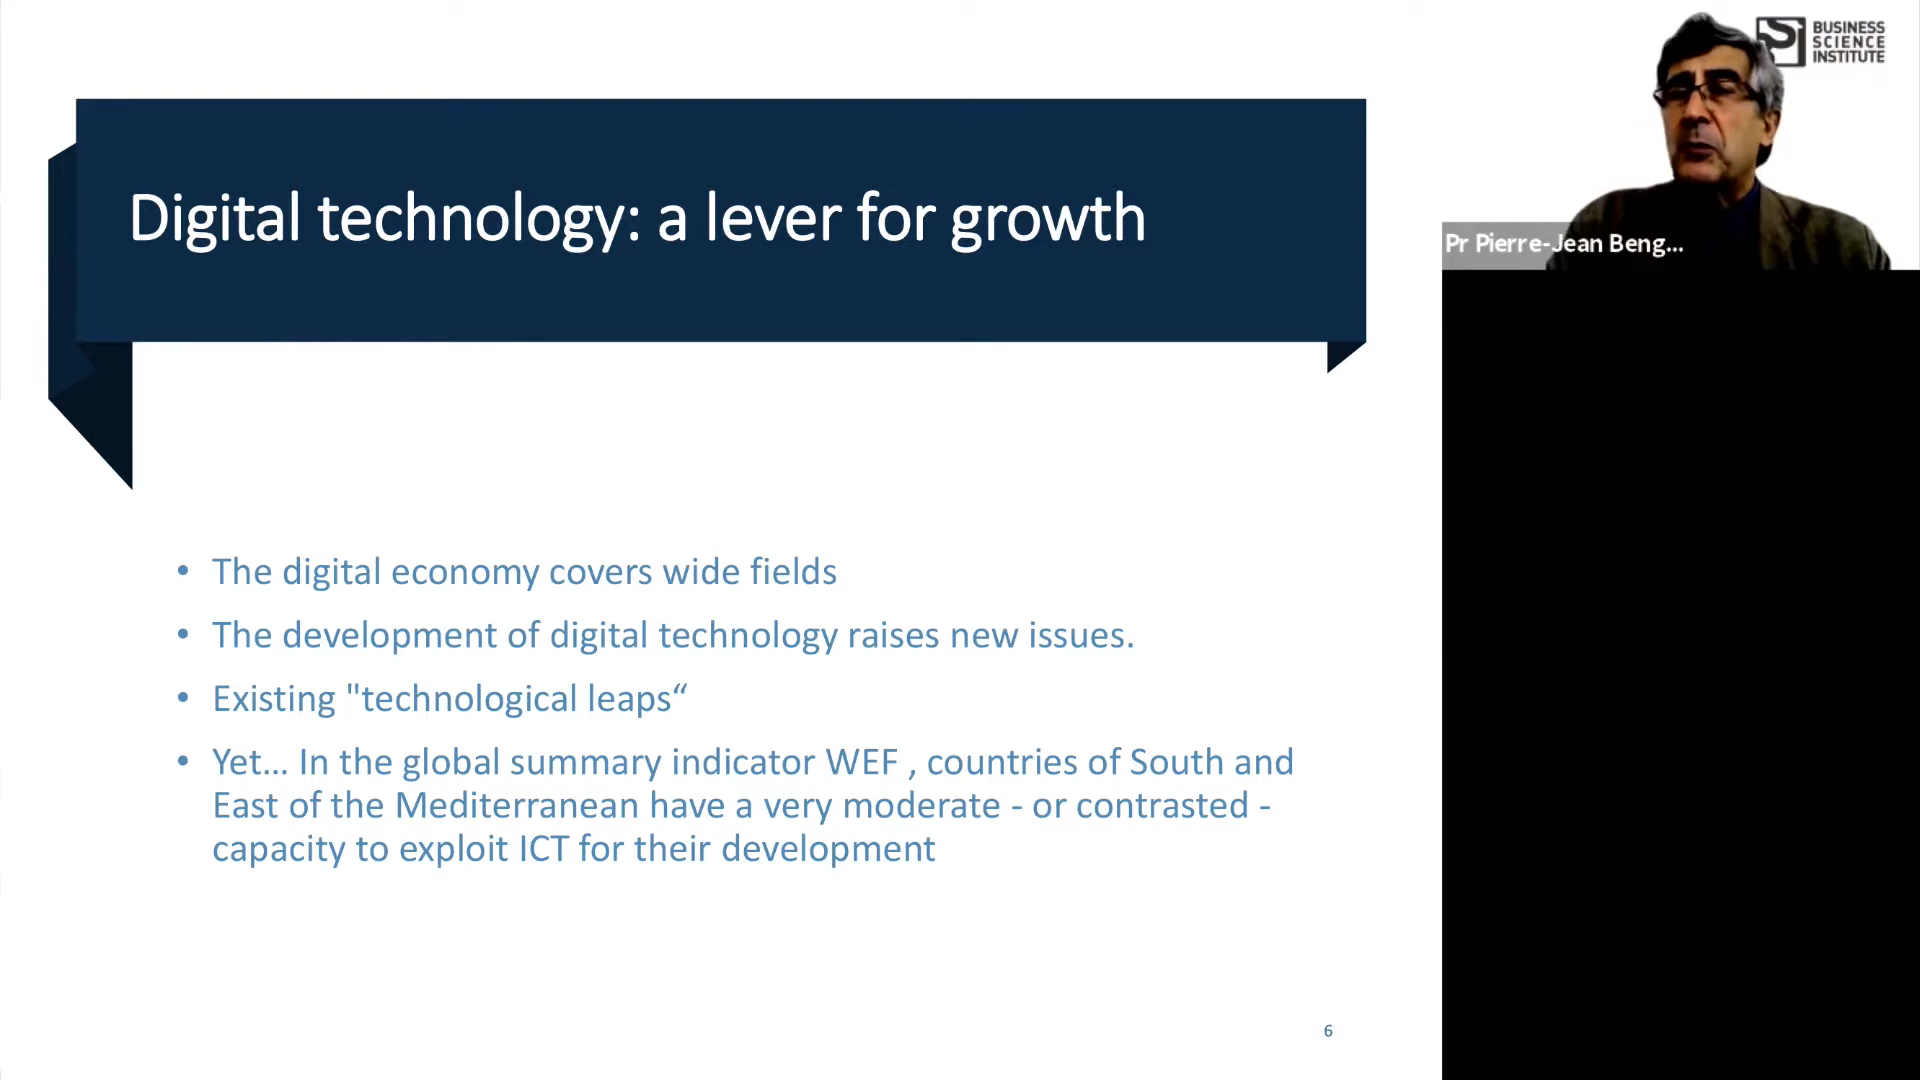 BUSINESS
SCIENCE
INSTITUTE
Digital technology: a lever for growth
Pr Pierre-Jean Beng...
• The digital economy covers wide fields
• The development of digital technology raises new issues.
• Existing "technological leaps“
• Yet... In the global summary indicator WEF , countries of South and
East of the Mediterranean have a very moderate - or contrasted -
capacity to exploit ICT for their development
6